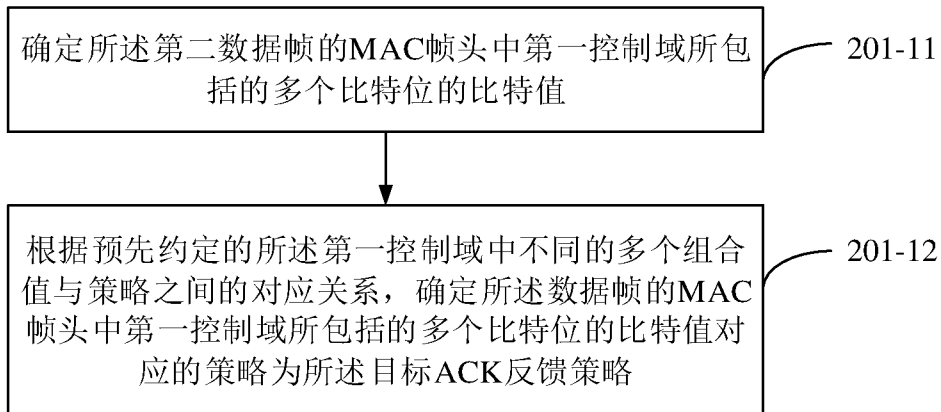 确定所述第二数据帧的MAC帧头中第一控制域所包
括的多个比特位的比特值
201-11
根据预先约定的所述第一控制域中不同的多个组合
值与策略之间的对应关系，确定所述数据帧的MAC
帧头中第一控制域所包括的多个比特位的比特值对
应的策略为所述目标ACK反馈策略
201-12